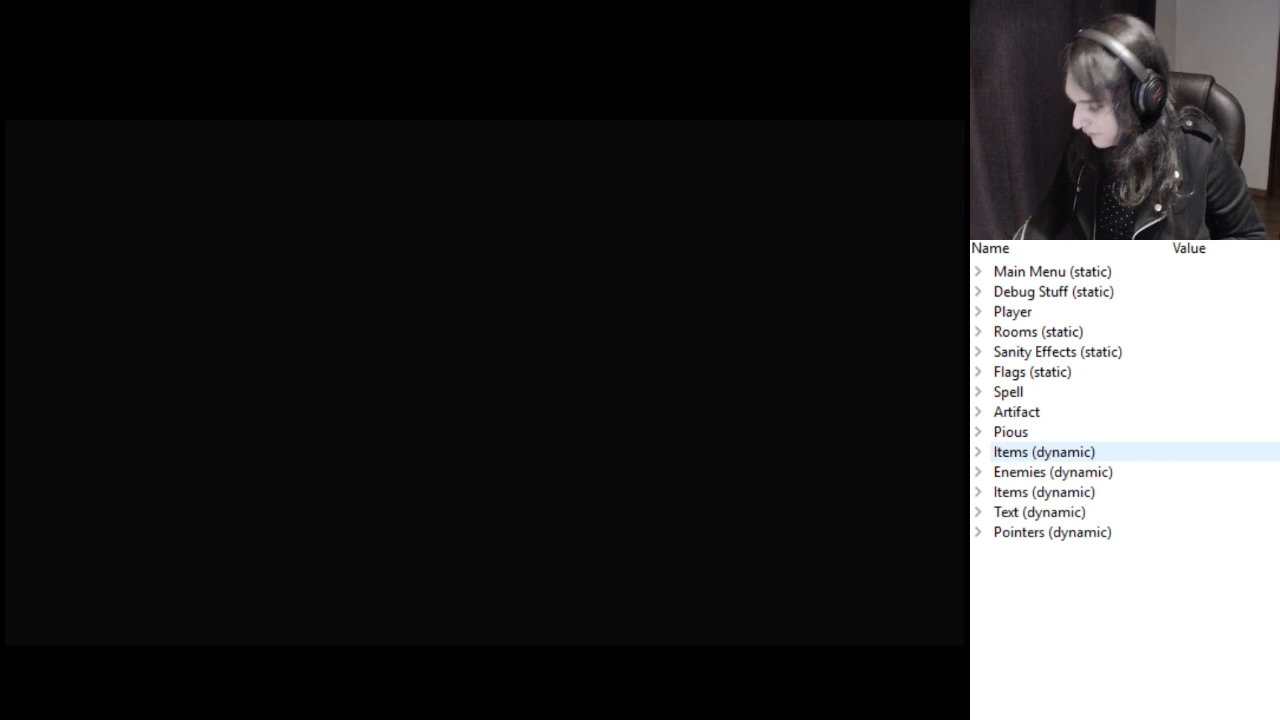 Name Value
Main Menu (static)
Debug Stuff (static)
Player
Rooms (static)
Sanity Effects (static)
Flags (static)
Spell
Artifact
Pious
Items (dynamic)
Enemies (dynamic)
Items (dynamic)
Text (dynamic)
Pointers (dynamic)